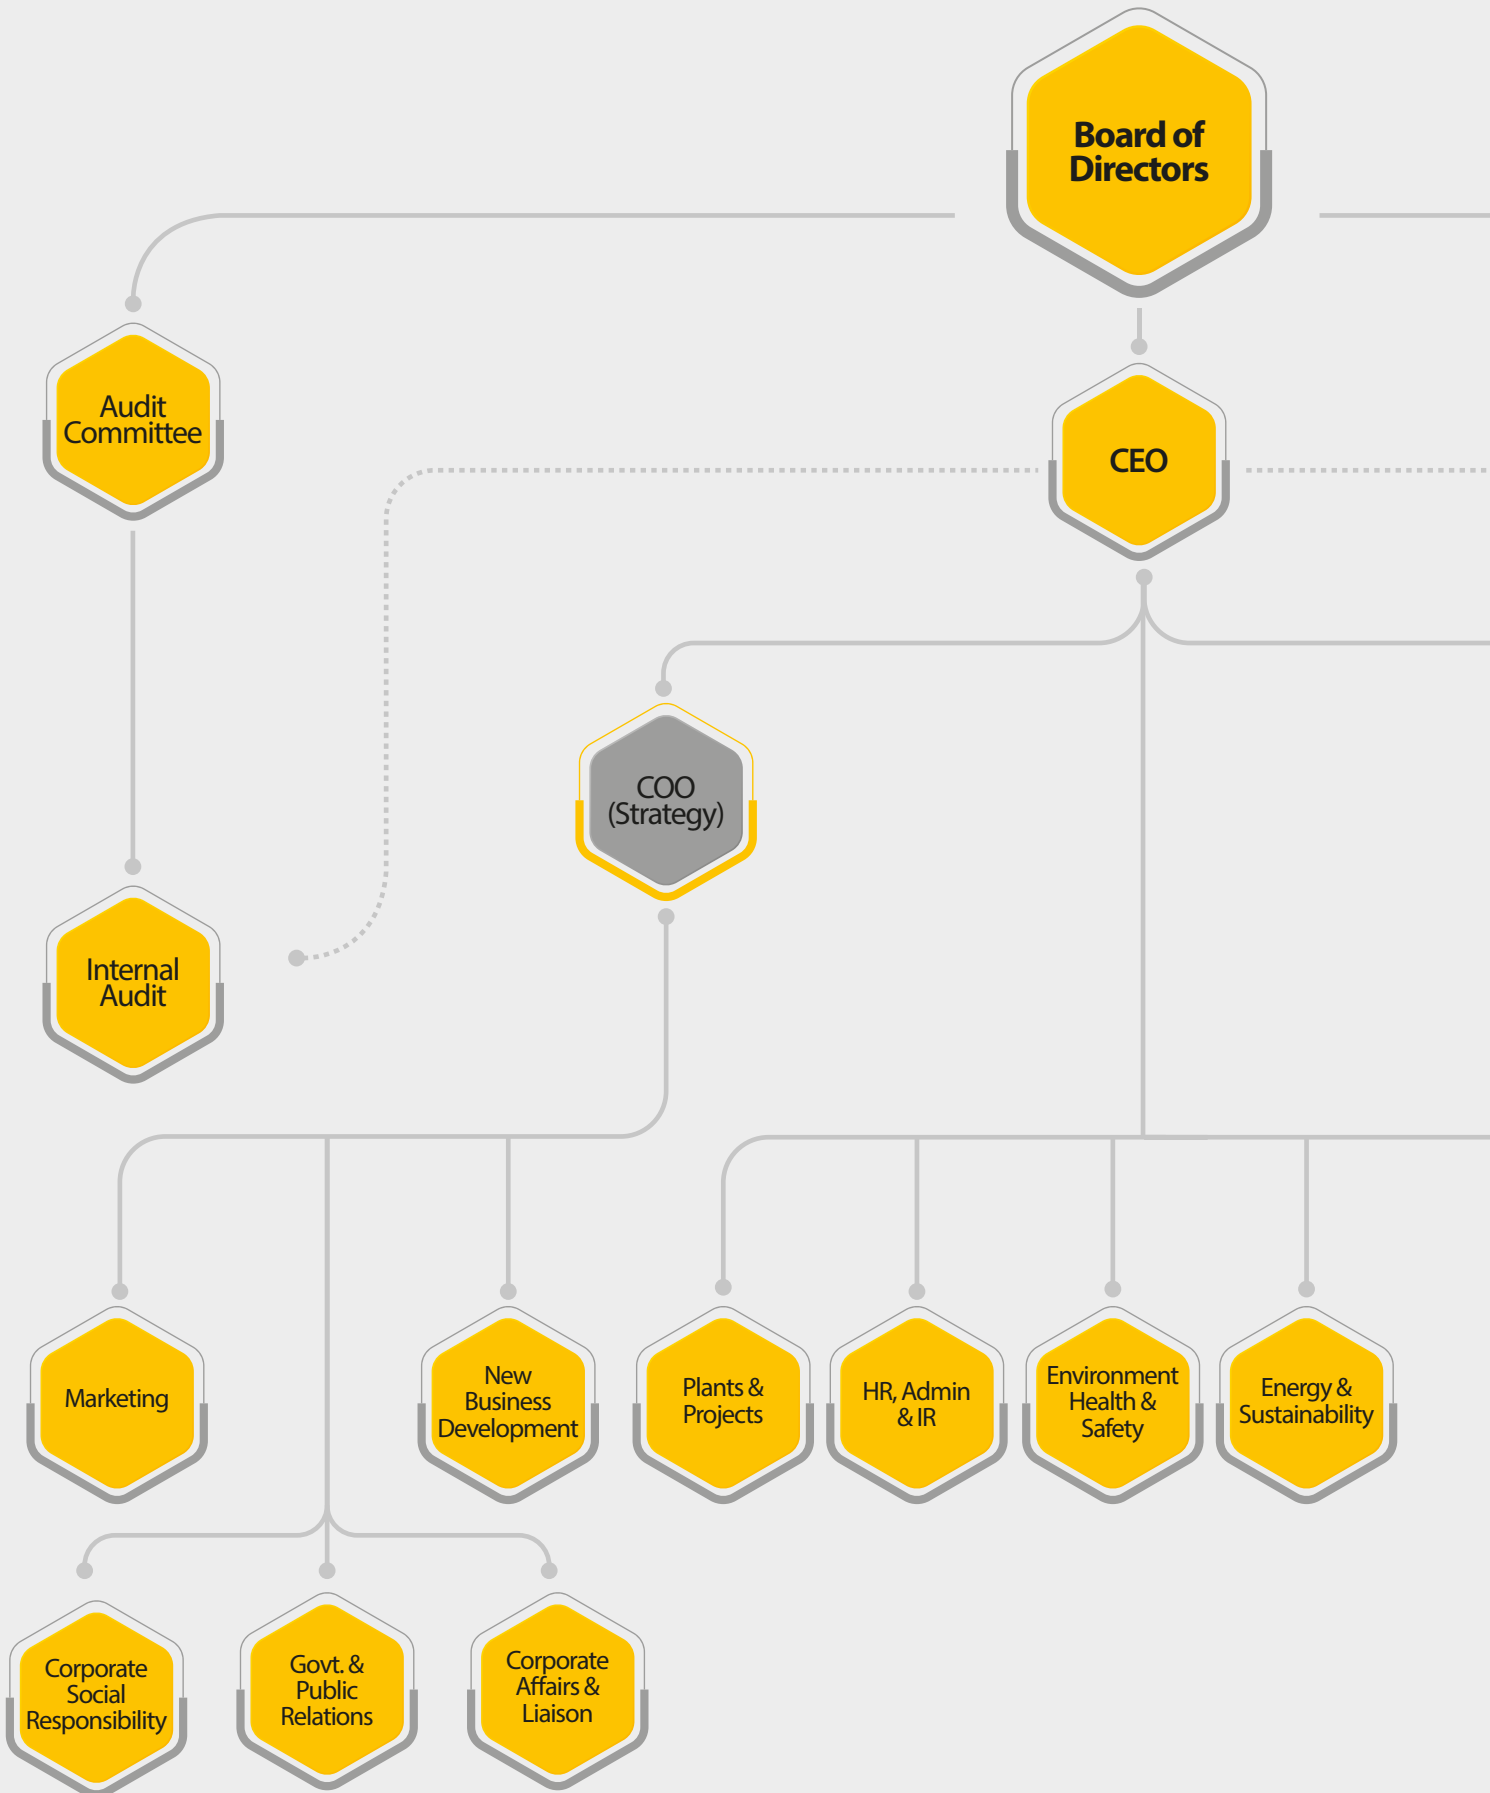 Board of
Directors
Audit
Committee
CEO
COO
(Strategy)
Internal
Audit
Marketing
New
Business
Development
Plants &
Projects
HR, Admin
& IR
Environment
Health &
Safety
Energy &
Sustainability
Corporate
Social
Responsibility
Govt. &
Public
Relations
Corporate
Affairs &
Liaison